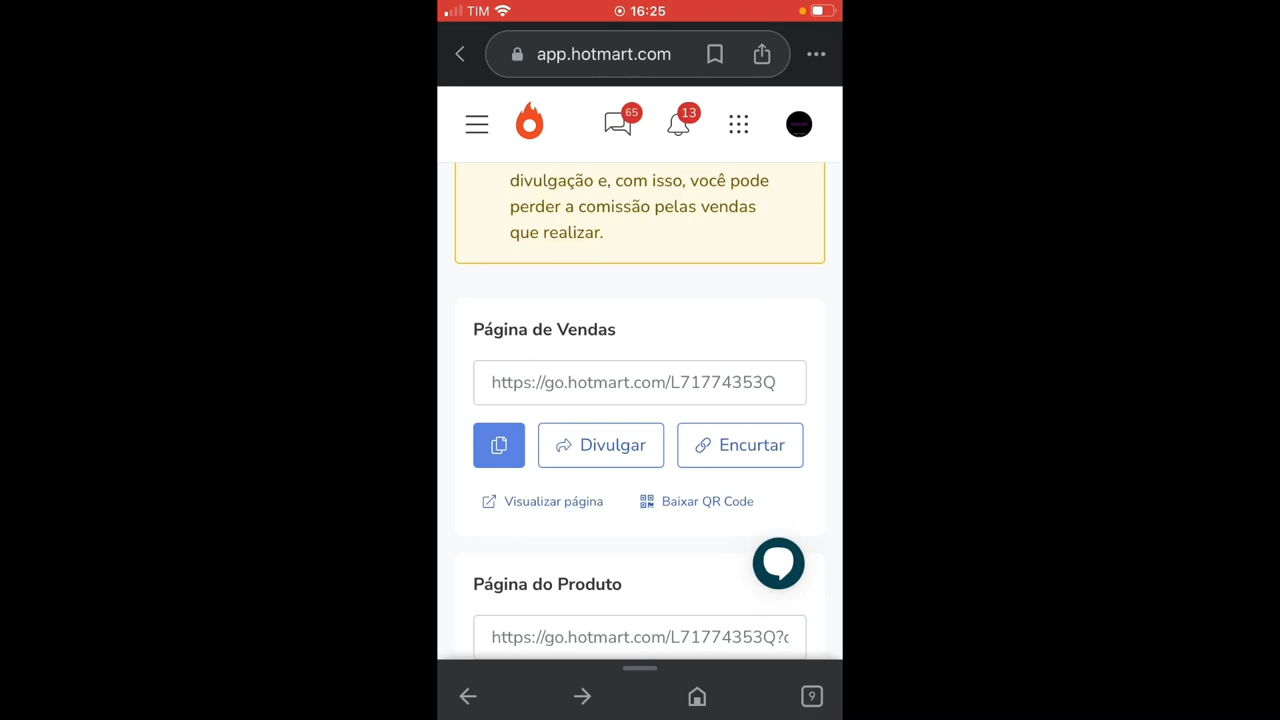 TIM 16:25
app.hotmart.com
65 13
divulgação e, com isso, você pode
perder a comissão pelas vendas
que realizar.
Página de Vendas
https://go.hotmart.com/L71774353Q
Divulgar Encurtar
Visualizar página Baixar QR Code
Página do Produto
https://go.hotmart.com/L71774353Q?
9